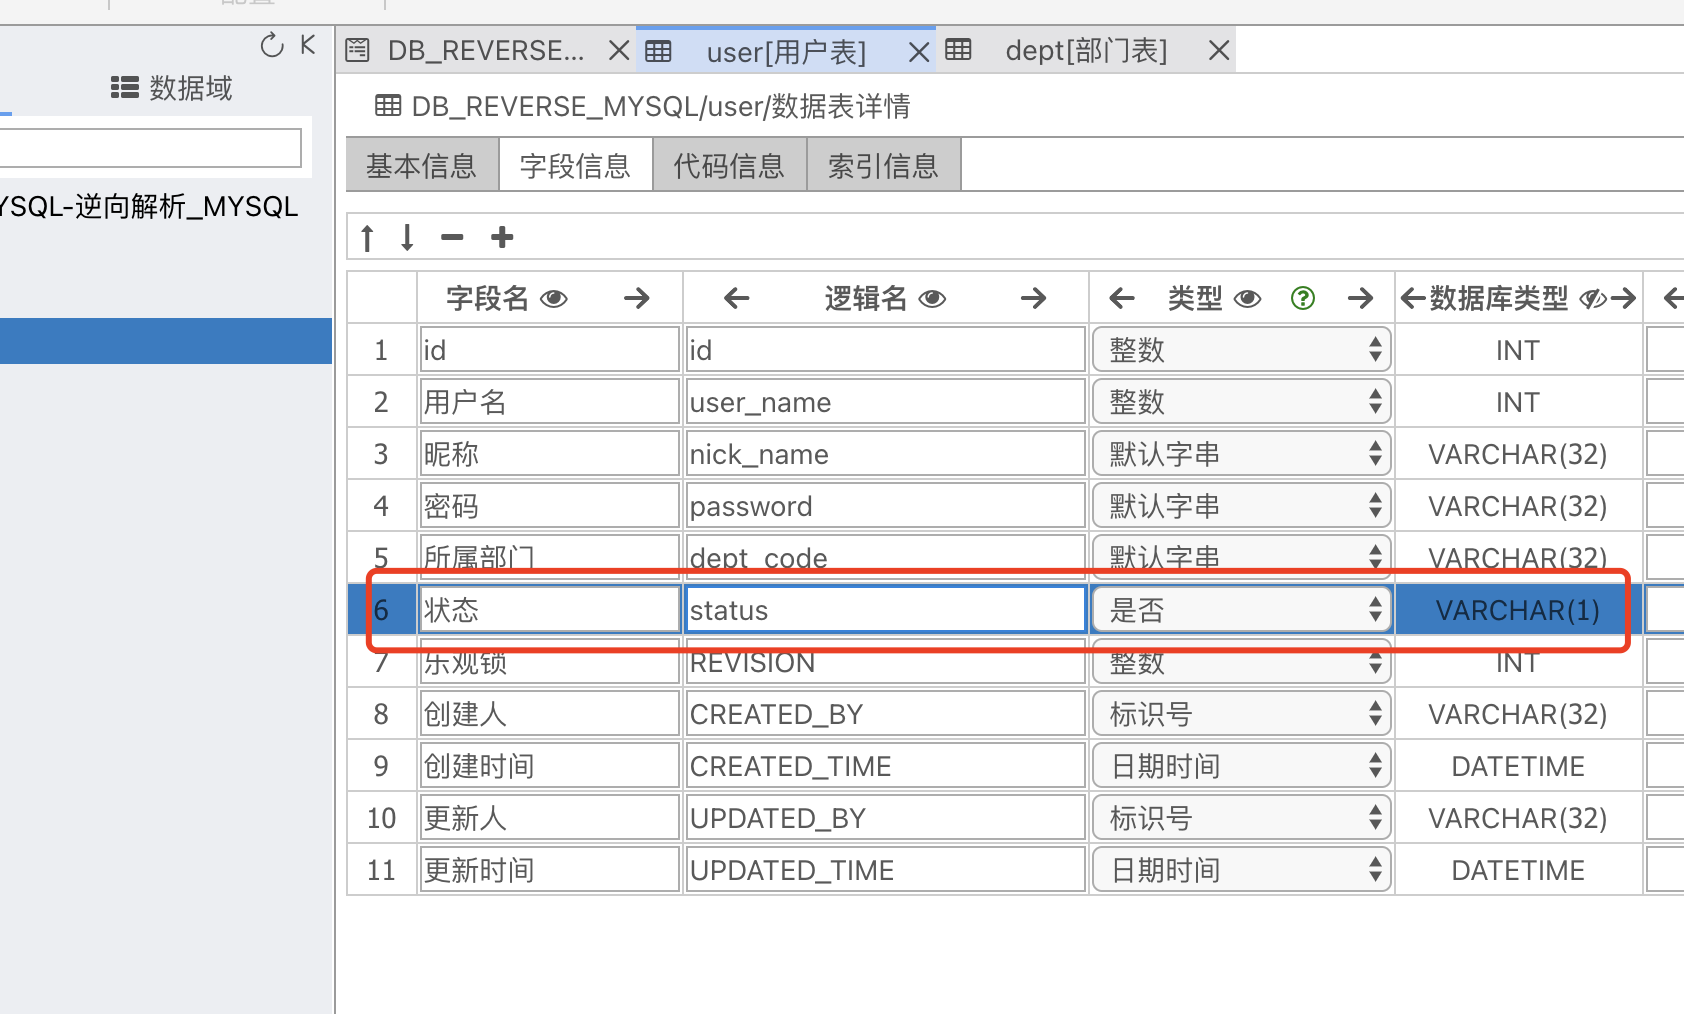 数据域
YSQL-逆向解析_MYSQL
DB_REVERSE... user[用户表] dept[部门表]
DB_REVERSE_MYSQL/user/数据表详情
基本信息 字段信息 代码信息 索引信息
字段名 逻辑名 类型 数据库类型
1 id id 整数 INT
2 用户名 user_name 整数 INT
3 昵称 nick_name 默认字串 VARCHAR(32)
4 密码 password 默认字串 VARCHAR(32)
5 所属部门 dept_code 默认字串 VARCHAR(32)
6 状态 status 是否 VARCHAR(1)
7 乐观锁 REVISION 整数 INT
8 创建人 CREATED_BY 标识号 VARCHAR(32)
9 创建时间 CREATED_TIME 日期时间 DATETIME
10 更新人 UPDATED_BY 标识号 VARCHAR(32)
11 更新时间 UPDATED_TIME 日期时间 DATETIME